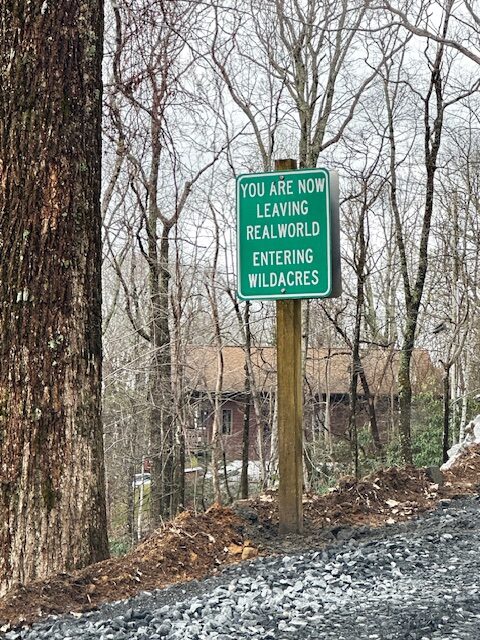 YOU ARE NOW
LEAVING
REALWORLD
ENTERING
WILDACRES